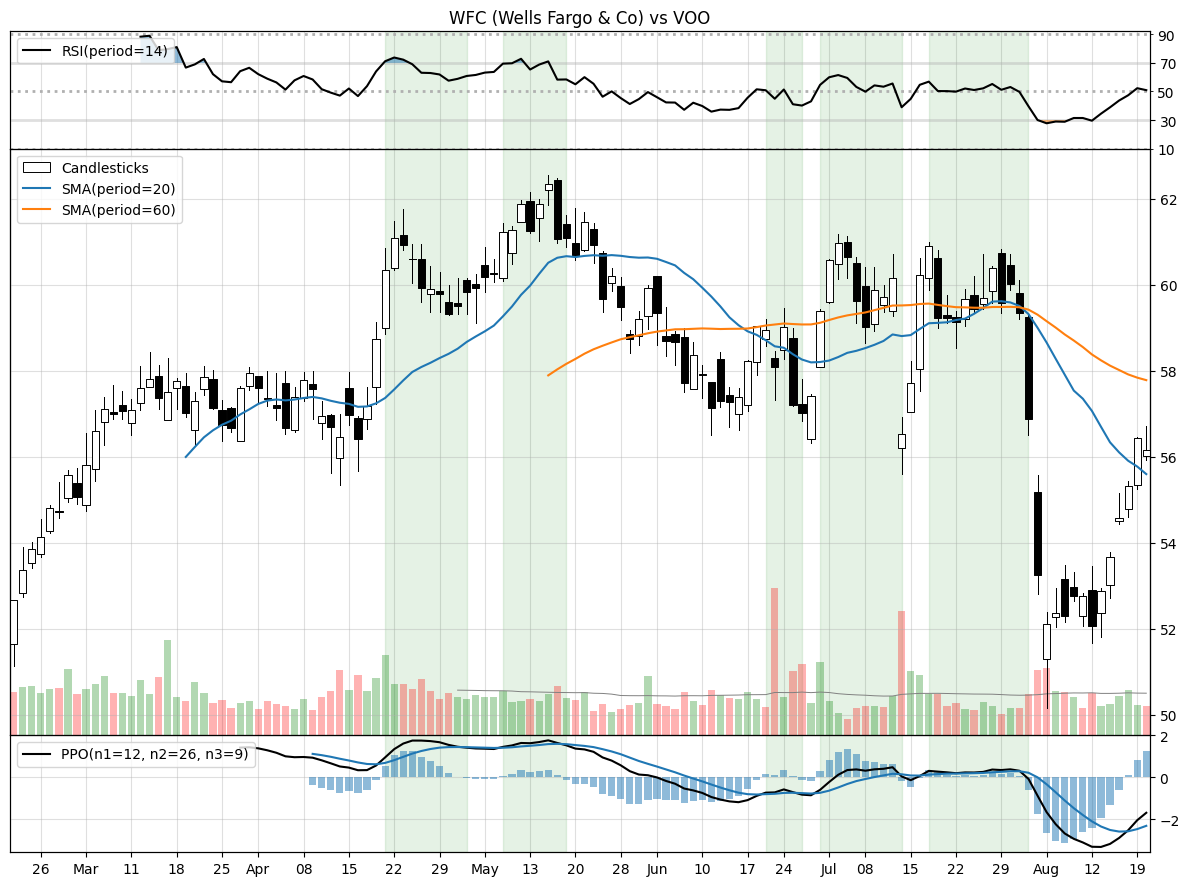 WFC (Wells Fargo & Co) vs VOO
RSI(period=14)
90
70
50
30
10
Candlesticks
SMA(period=20)
SMA(period=60)
62
60
58
56
54
52
50
PPO(n1=12, n2=26, n3=9)
2
0
−2
26 Mar 11 18 25 Apr 08 15 22 29 May 13 20 28 Jun 10 17 24 Jul 08 15 22 29 Aug 12 19